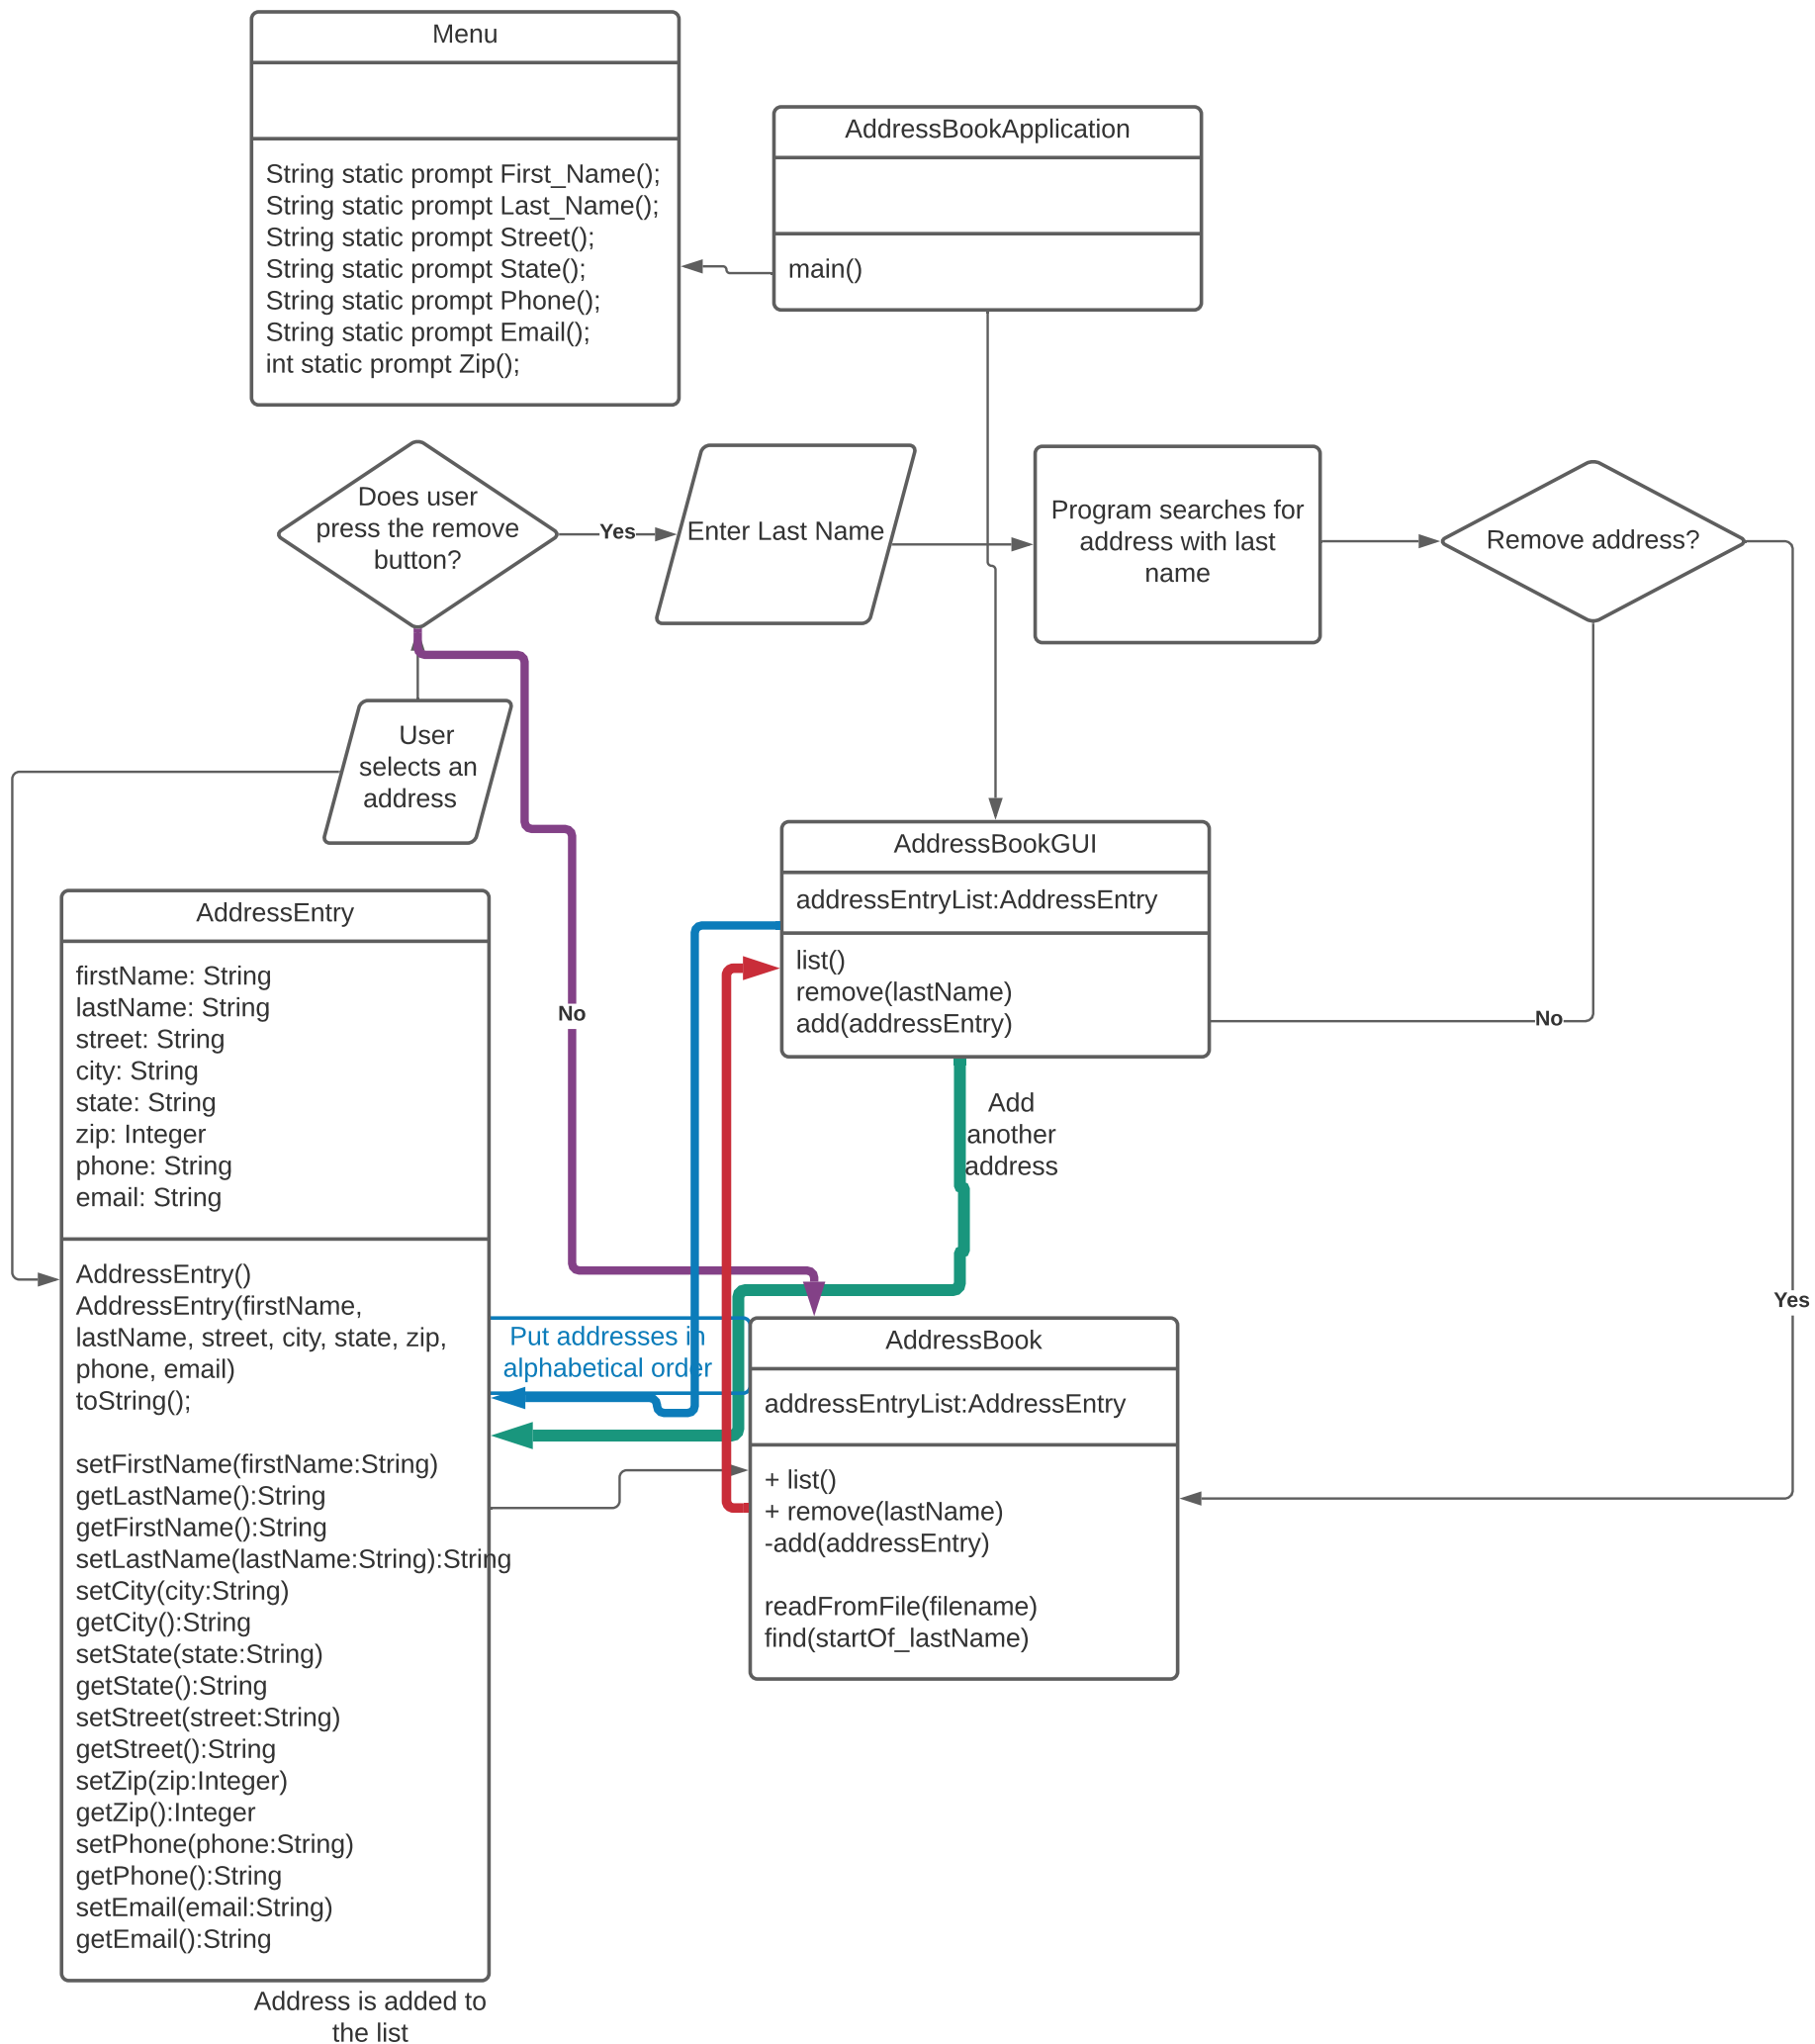 Menu
String static prompt First_Name();
String static prompt Last_Name();
String static prompt Street();
String static prompt State();
String static prompt Phone();
String static prompt Email();
int static prompt Zip();
AddressBookApplication
main()
Does user
press the remove
button?
Yes
Enter Last Name
Program searches for
address with last
name
Remove address?
User
selects an
address
AddressBookGUI
addressEntryList:AddressEntry
list()
remove(lastName)
add(addressEntry)
No
No
Add
another
address
Yes
AddressEntry
firstName: String
lastName: String
street: String
city: String
state: String
zip: Integer
phone: String
email: String
AddressEntry()
AddressEntry(firstName,
lastName, street, city, state, zip,
phone, email)
toString();
setFirstName(firstName:String)
getLastName():String
getFirstName():String
setLastName(lastName:String):String
setCity(city:String)
getCity():String
setState(state:String)
getState():String
setStreet(street:String)
getStreet():String
setZip(zip:Integer)
getZip():Integer
setPhone(phone:String)
getPhone():String
setEmail(email:String)
getEmail():String
Put addresses in
alphabetical order
AddressBook
addressEntryList:AddressEntry
+ list()
+ remove(lastName)
-add(addressEntry)
readFromFile(filename)
find(startOf_lastName)
Address is added to
the list